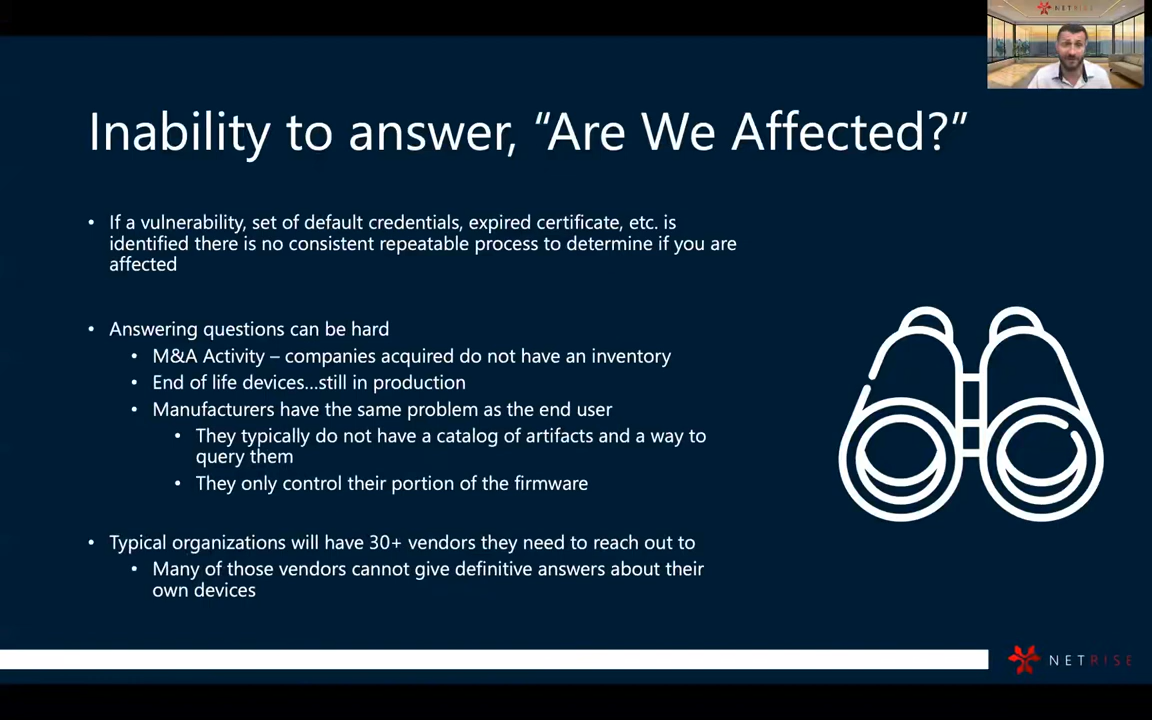 NETRISE
Inability to answer, “Are We Affected?”
• If a vulnerability, set of default credentials, expired certificate, etc. is
identified there is no consistent repeatable process to determine if you are
affected
• Answering questions can be hard
• M&A Activity – companies acquired do not have an inventory
• End of life devices...still in production
• Manufacturers have the same problem as the end user
• They typically do not have a catalog of artifacts and a way to
query them
• They only control their portion of the firmware
• Typical organizations will have 30+ vendors they need to reach out to
• Many of those vendors cannot give definitive answers about their
own devices
NETRISE